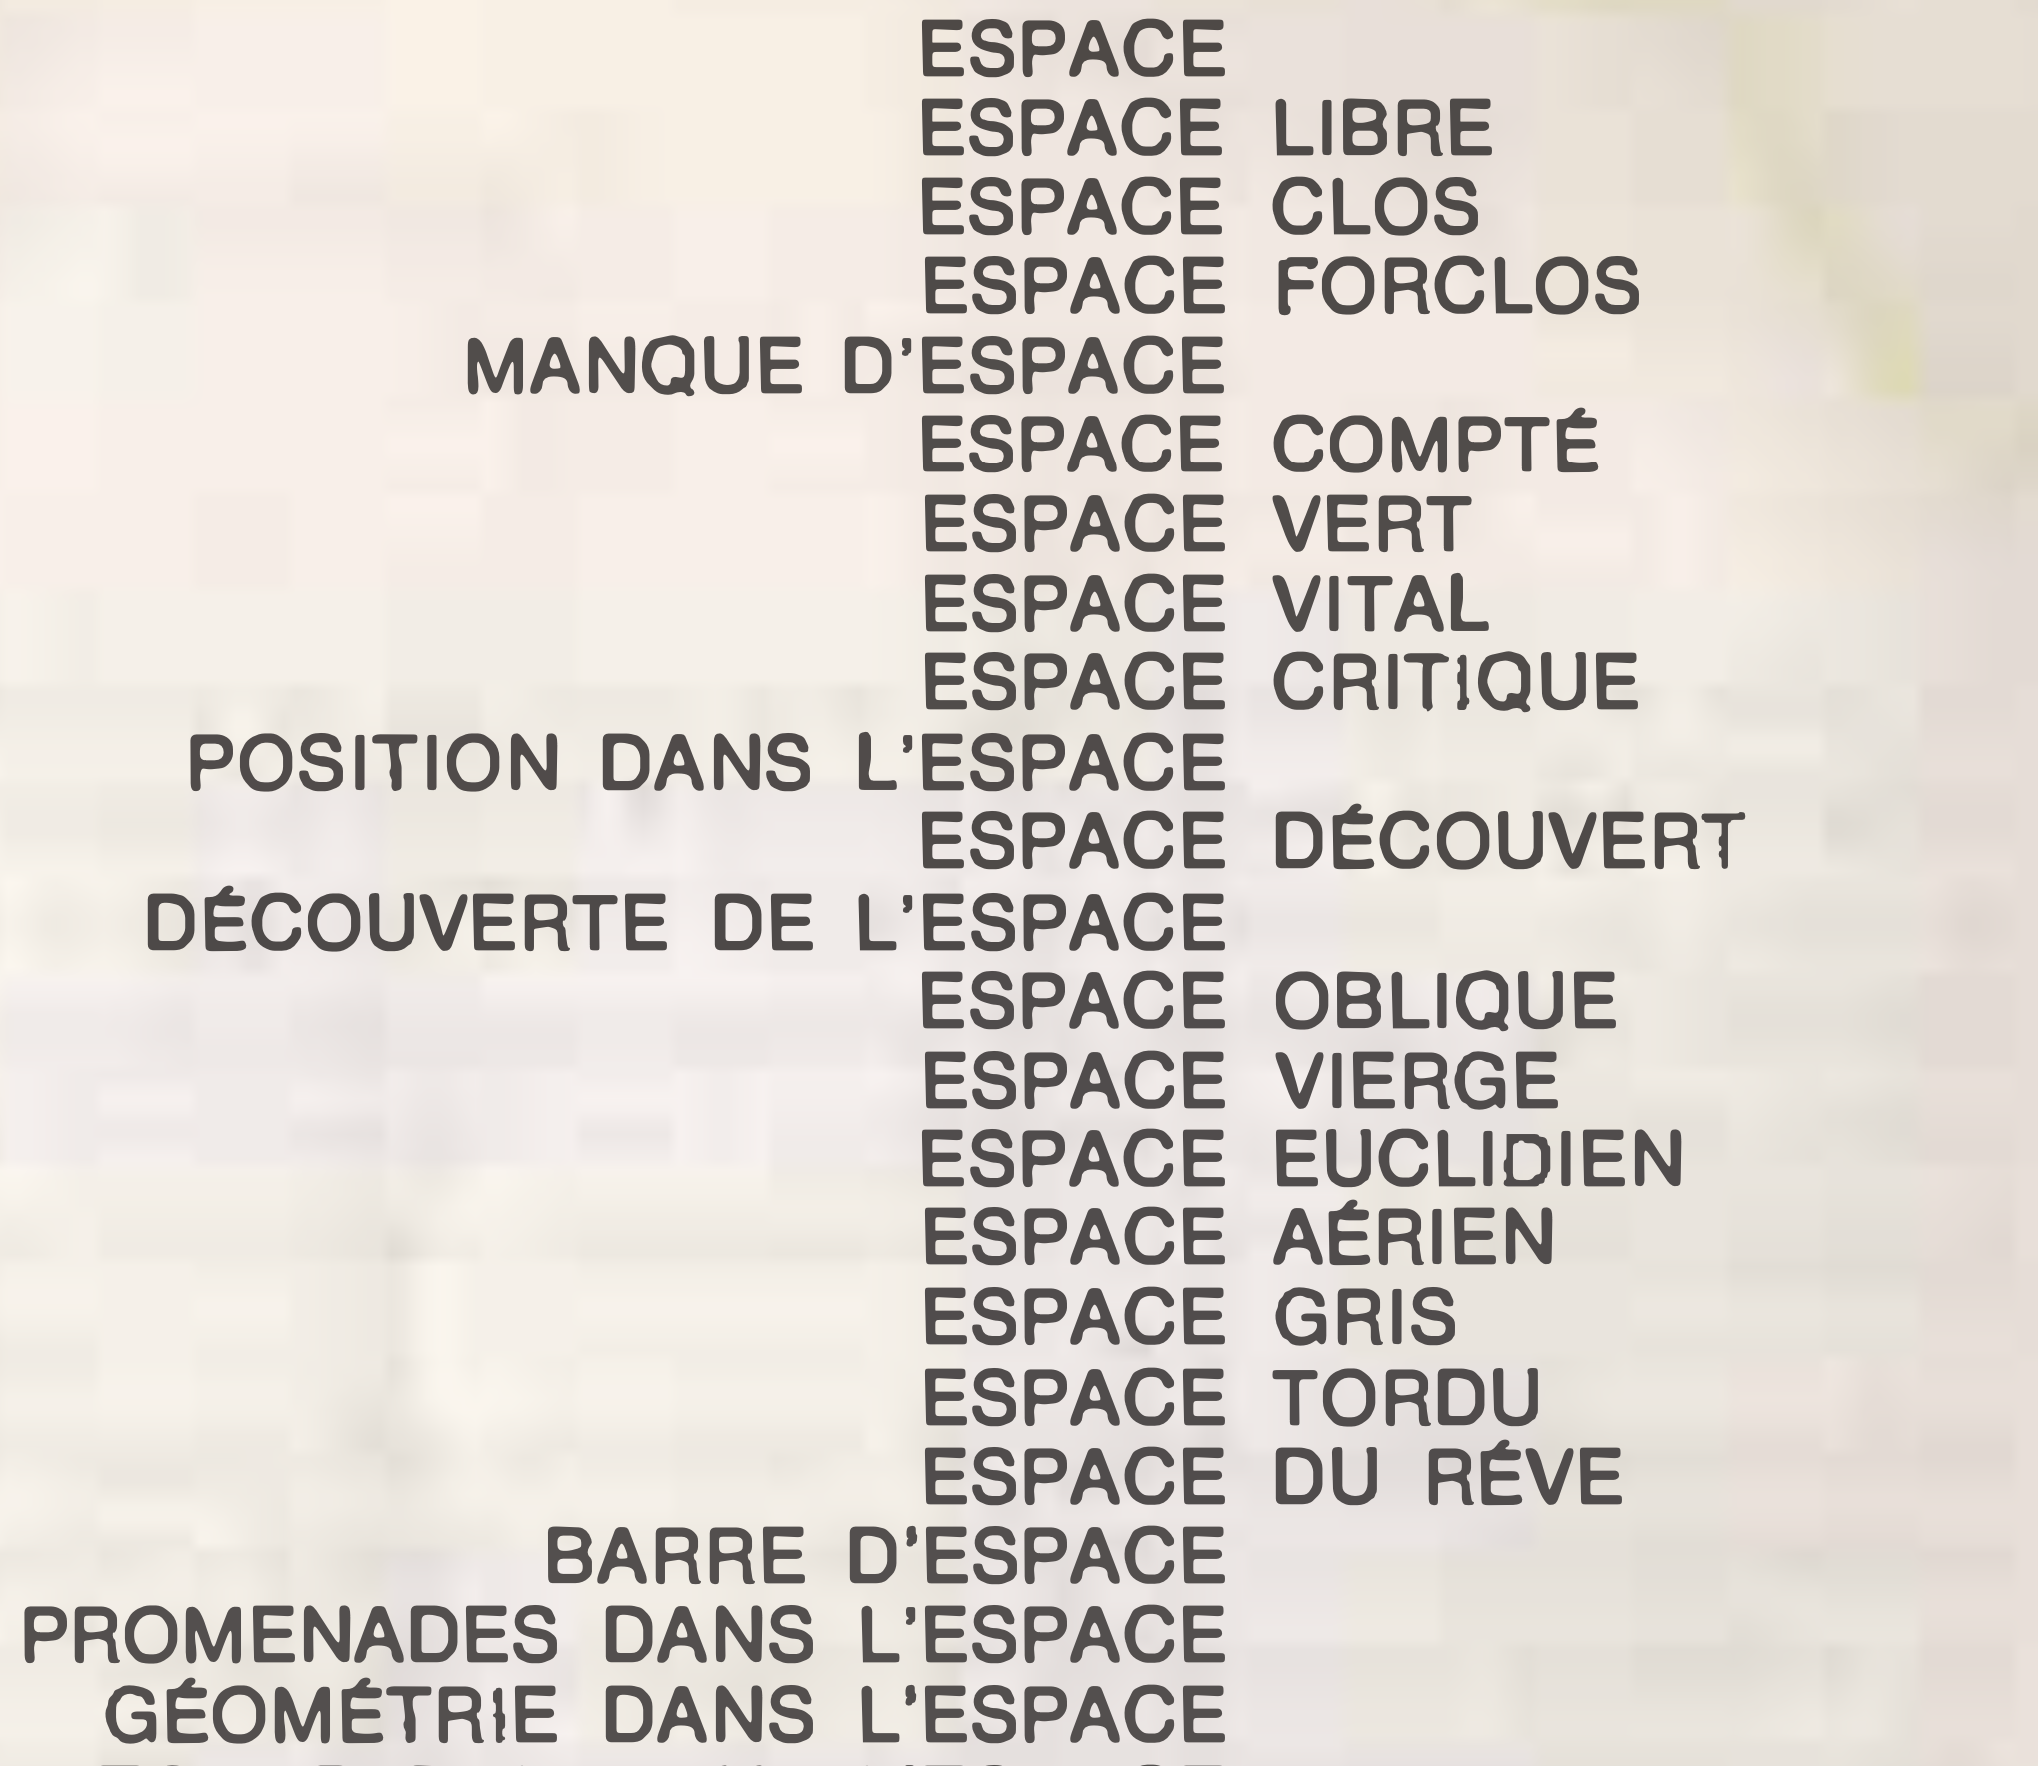 ESPACE
ESPACE LIBRE
ESPACE CLOS
ESPACE FORCLOS
MANQUE D'ESPACE
ESPACE COMPTÉ
ESPACE VERT
ESPACE VITAL
ESPACE CRITIQUE
POSITION DANS L'ESPACE
ESPACE DÉCOUVERT
DÉCOUVERTE DE L'ESPACE
ESPACE OBLIQUE
ESPACE VIERGE
ESPACE EUCLIDIEN
ESPACE AÉRIEN
ESPACE GRIS
ESPACE TORDU
ESPACE DU RÉVE
BARRE D'ESPACE
PROMENADES DANS L'ESPACE
GÉOMÉTRIE DANS L'ESPACE